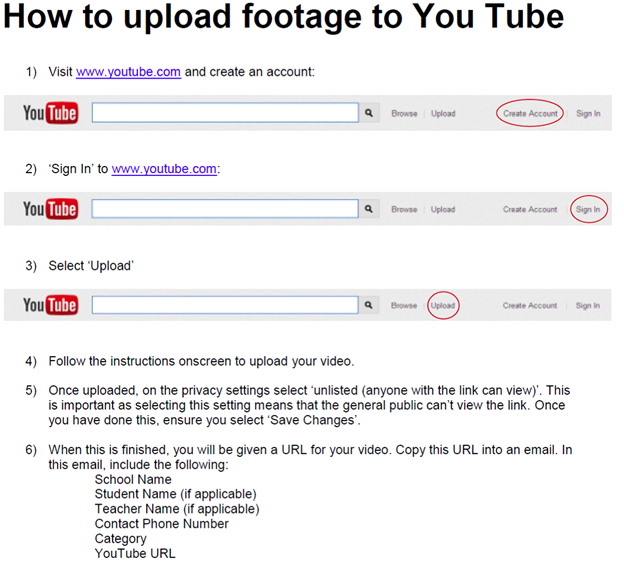 How to upload footage to You Tube
1) Visit www.youtube.com and create an account:
YouTube Browse Upload Create Account Sign In
2) ‘Sign In’ to www.youtube.com:
YouTube Browse Upload Create Account Sign In
3) Select ‘Upload’
YouTube Browse Upload Create Account Sign In
4) Follow the instructions onscreen to upload your video.
5) Once uploaded, on the privacy settings select ‘unlisted (anyone with the link can view)’. This
is important as selecting this setting means that the general public can’t view the link. Once
you have done this, ensure you select ‘Save Changes’.
6) When this is finished, you will be given a URL for your video. Copy this URL into an email. In
this email, include the following:
School Name
Student Name (if applicable)
Teacher Name (if applicable)
Contact Phone Number
Category
YouTube URL